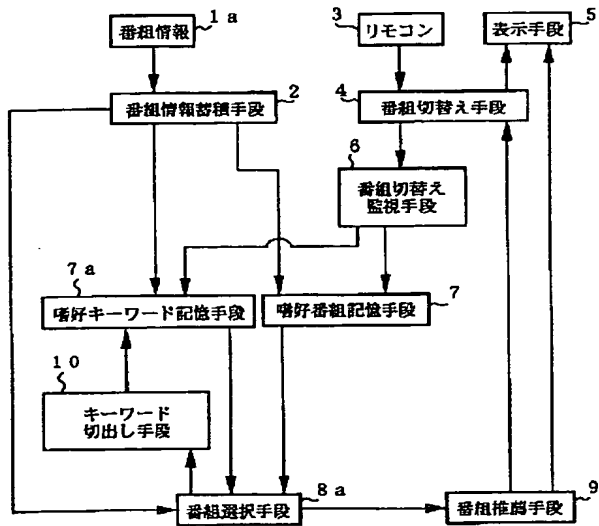 1a
番組情報
3
リモコン
5
表示手段
2
番組情報蓄積手段
4
番組切替え手段
6
番組切替え
監視手段
7a
嗜好キーワード記憶手段
7
嗜好番組記憶手段
10
キーワード
切出し手段
8a
番組選択手段
9
番組推薦手段